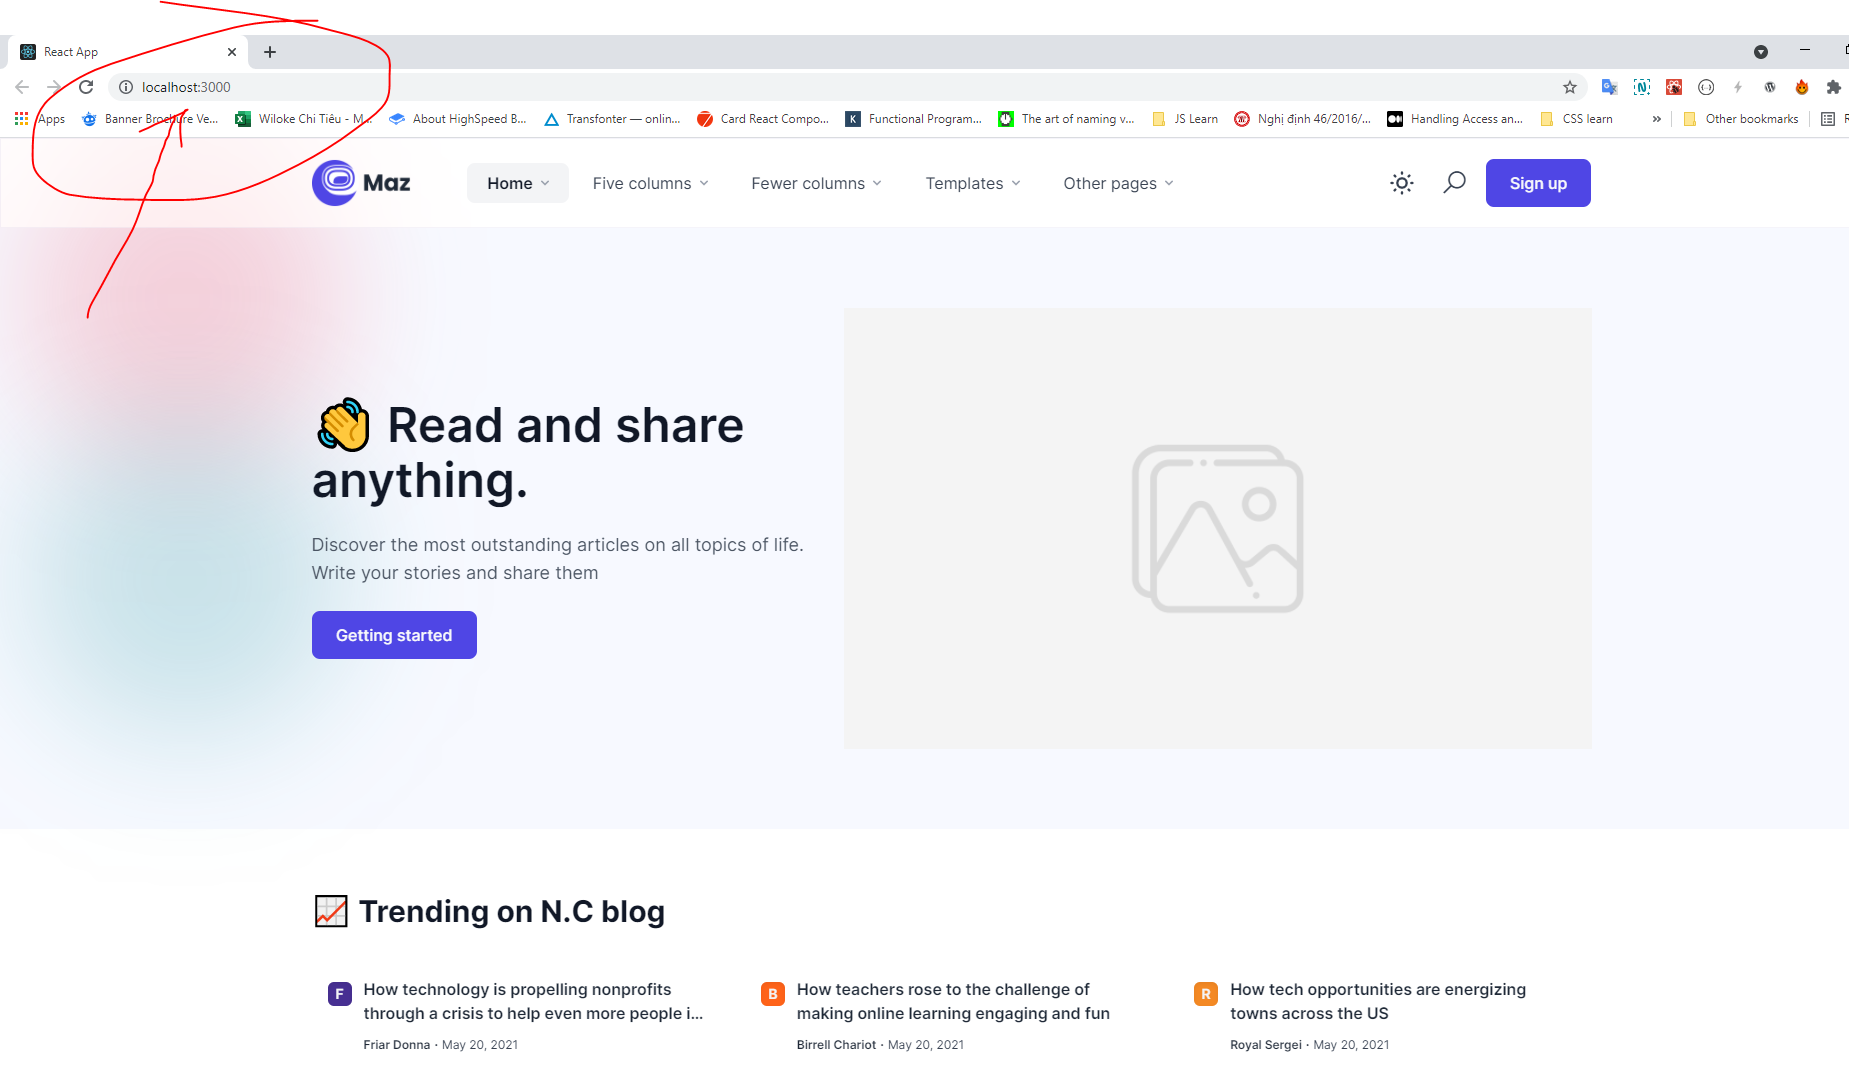 React App
localhost:3000
Apps
Banner Brochure Ve...
Wiloke Chi Tiêu - M...
About HighSpeed B...
Transfonter — onlin...
Card React Compo...
K
Functional Program...
The art of naming v...
JS Learn
Nghị định 46/2016/...
Handling Access an...
CSS learn
»
Other bookmarks
R
Maz
Home
Five columns
Fewer columns
Templates
Other pages
Sign up
👋 Read and share
anything.
Discover the most outstanding articles on all topics of life.
Write your stories and share them
Getting started
📈 Trending on N.C blog
F
How technology is propelling nonprofits
through a crisis to help even more people i...
Friar Donna · May 20, 2021
B
How teachers rose to the challenge of
making online learning engaging and fun
Birrell Chariot · May 20, 2021
R
How tech opportunities are energizing
towns across the US
Royal Sergei · May 20, 2021